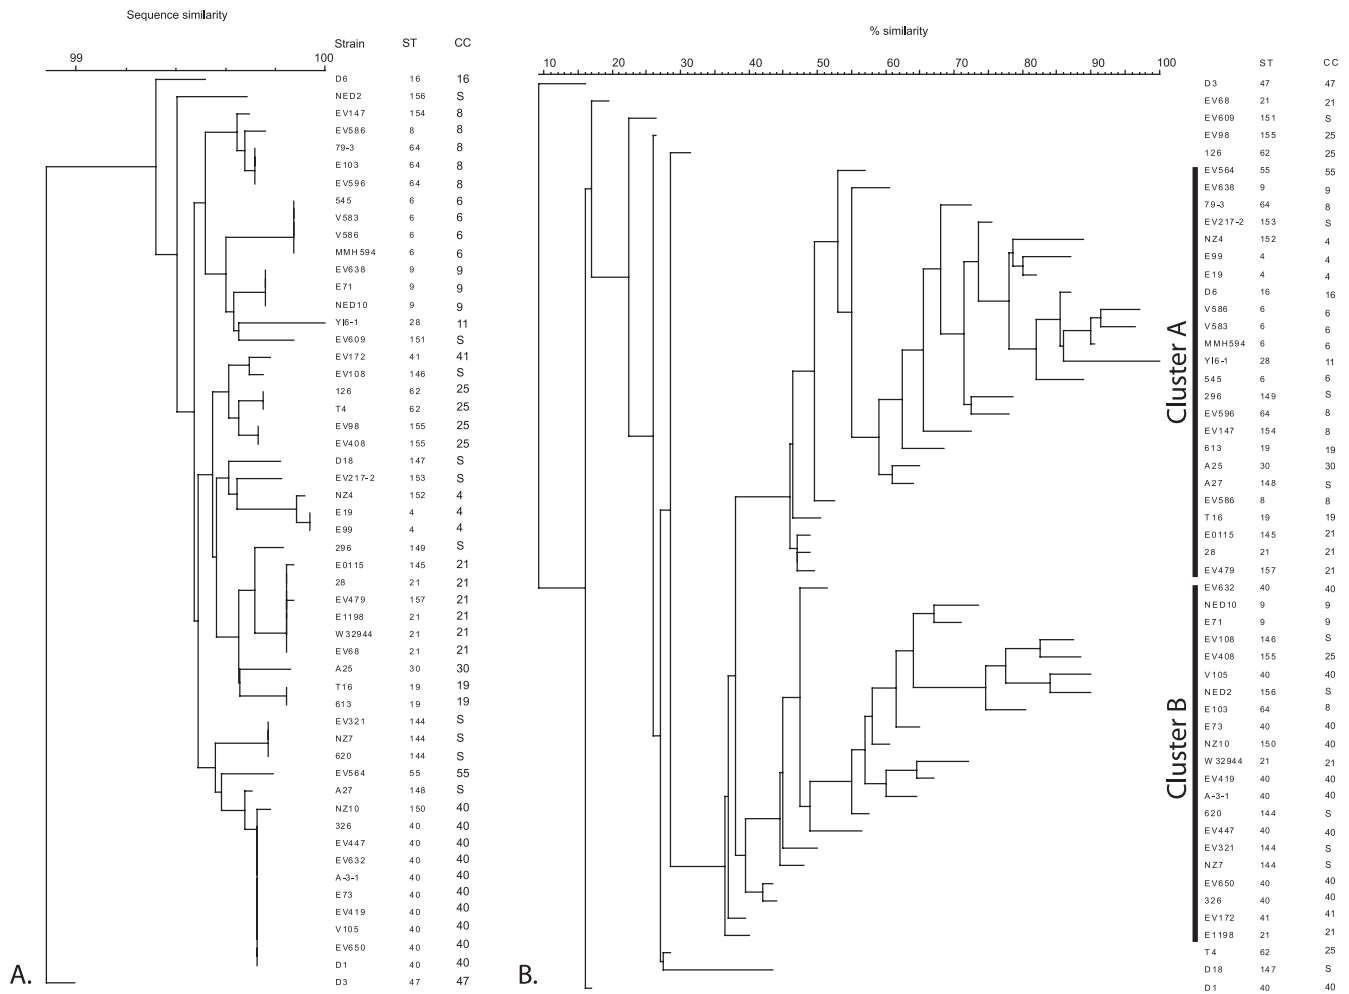 Sequence similarity
99 100
Strain ST CC
D6 16 16
NED2 156 S
EV147 154 8
EV586 8 8
79-3 64 8
E103 64 8
EV596 64 8
545 6 6
V583 6 6
V586 6 6
MMH594 6 6
EV638 9 9
E71 9 9
NED10 9 9
YI6-1 28 11
EV609 151 S
EV172 41 41
EV108 146 S
126 62 25
T4 62 25
EV98 155 25
EV408 155 25
D18 147 S
EV217-2 153 S
NZ4 152 4
E19 4 4
E99 4 4
296 149 S
E0115 145 21
28 21 21
EV479 157 21
E1198 21 21
W32944 21 21
EV68 21 21
A25 30 30
T16 19 19
613 19 19
EV321 144 S
NZ7 144 S
620 144 S
EV564 55 55
A27 148 S
NZ10 150 40
326 40 40
EV447 40 40
EV632 40 40
A-3-1 40 40
E73 40 40
EV419 40 40
V105 40 40
EV650 40 40
D1 40 40
D3 47 47
A.
% similarity
10 20 30 40 50 60 70 80 90 100
ST CC
D3 47 47
EV68 21 21
EV609 151 S
EV98 155 25
126 62 25
Cluster A
EV564 55 55
EV638 9 9
79-3 64 8
EV217-2 153 S
NZ4 152 4
E99 4 4
E19 4 4
D6 16 16
V586 6 6
V583 6 6
MMH594 6 6
YI6-1 28 11
545 6 6
296 149 S
EV596 64 8
EV147 154 8
613 19 19
A25 30 30
A27 148 S
EV586 8 8
T16 19 19
E0115 145 21
28 21 21
EV479 157 21
Cluster B
EV632 40 40
NED10 9 9
E71 9 9
EV108 146 S
EV408 155 25
V105 40 40
NED2 156 S
E103 64 8
E73 40 40
NZ10 150 40
W32944 21 21
EV419 40 40
A-3-1 40 40
620 144 S
EV447 40 40
EV321 144 S
NZ7 144 S
EV650 40 40
326 40 40
EV172 41 41
E1198 21 21
T4 62 25
D18 147 S
D1 40 40
B.